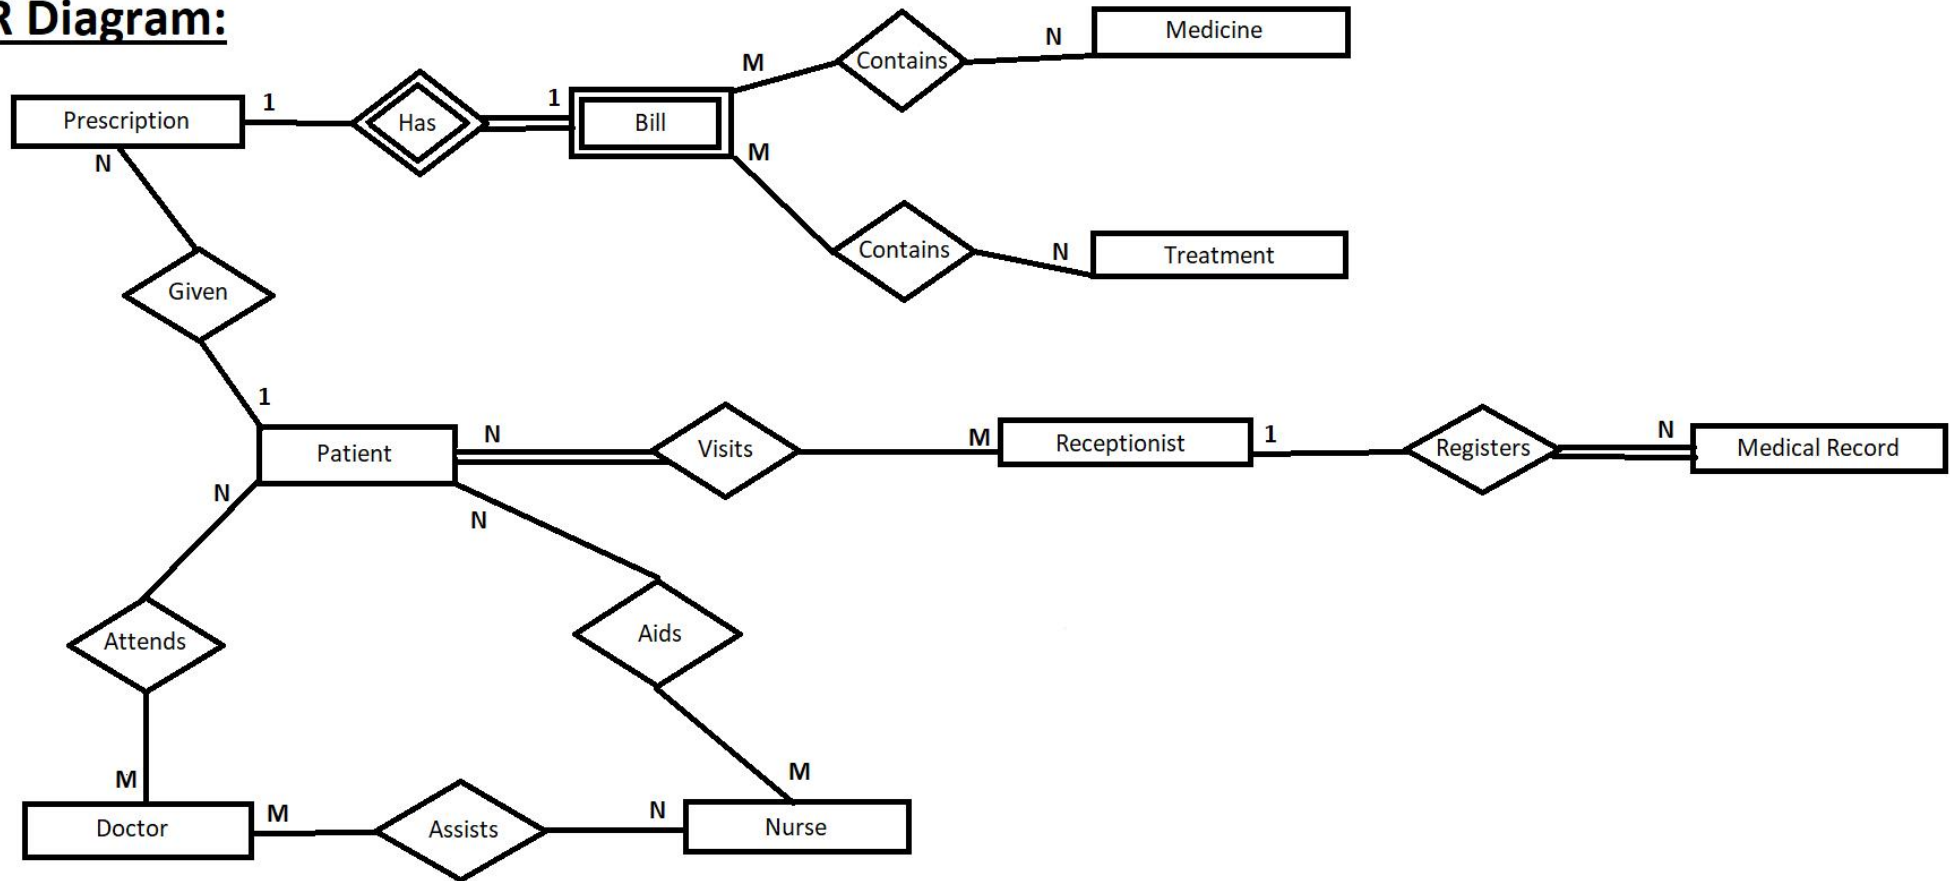 R Diagram:
Medicine
N
Contains
M
1
1
Prescription
Has
Bill
M
N
Contains
N
Treatment
Given
1
Patient
N
Visits
M
Receptionist
1
Registers
N
Medical Record
N
N
Attends
Aids
M
M
Doctor
M
Assists
N
Nurse